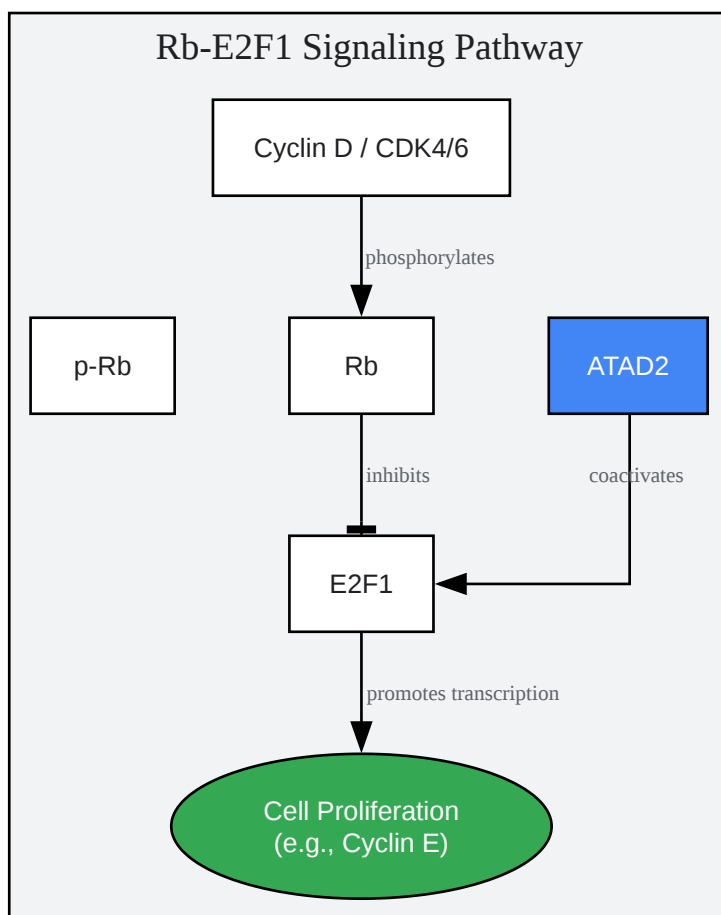 Rb-E2F1 Signaling Pathway
Cyclin D / CDK4/6
phosphorylates
p-Rb
Rb
ATAD2
inhibits
coactivates
E2F1
promotes transcription
Cell Proliferation
(e.g., Cyclin E)